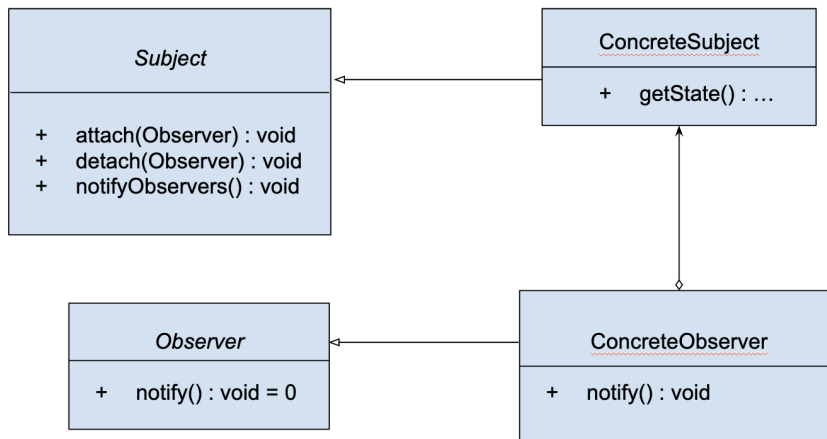 Subject
+ attach(Observer) : void
+ detach(Observer) : void
+ notifyObservers() : void
ConcreteSubject
+ getState() : …
Observer
+ notify() : void = 0
ConcreteObserver
+ notify() : void